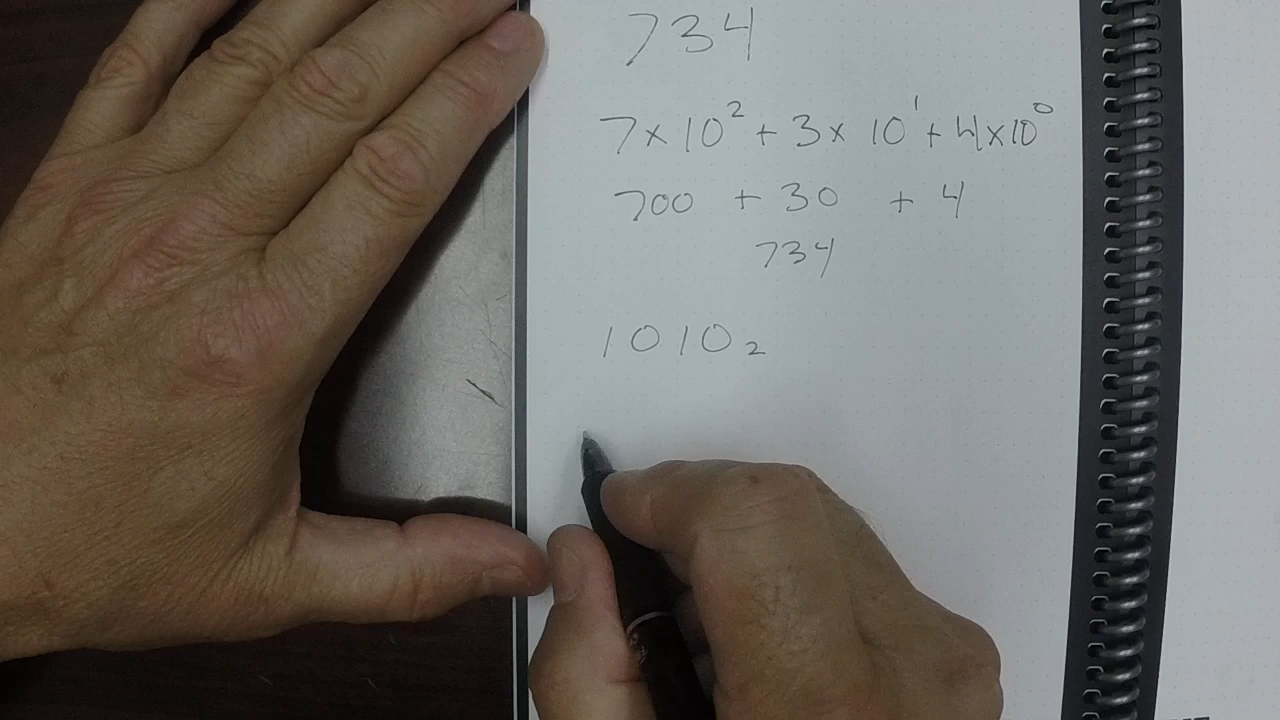 734
7×10² + 3×10¹ + 4×10⁰
700 + 30 + 4
734
1010₂